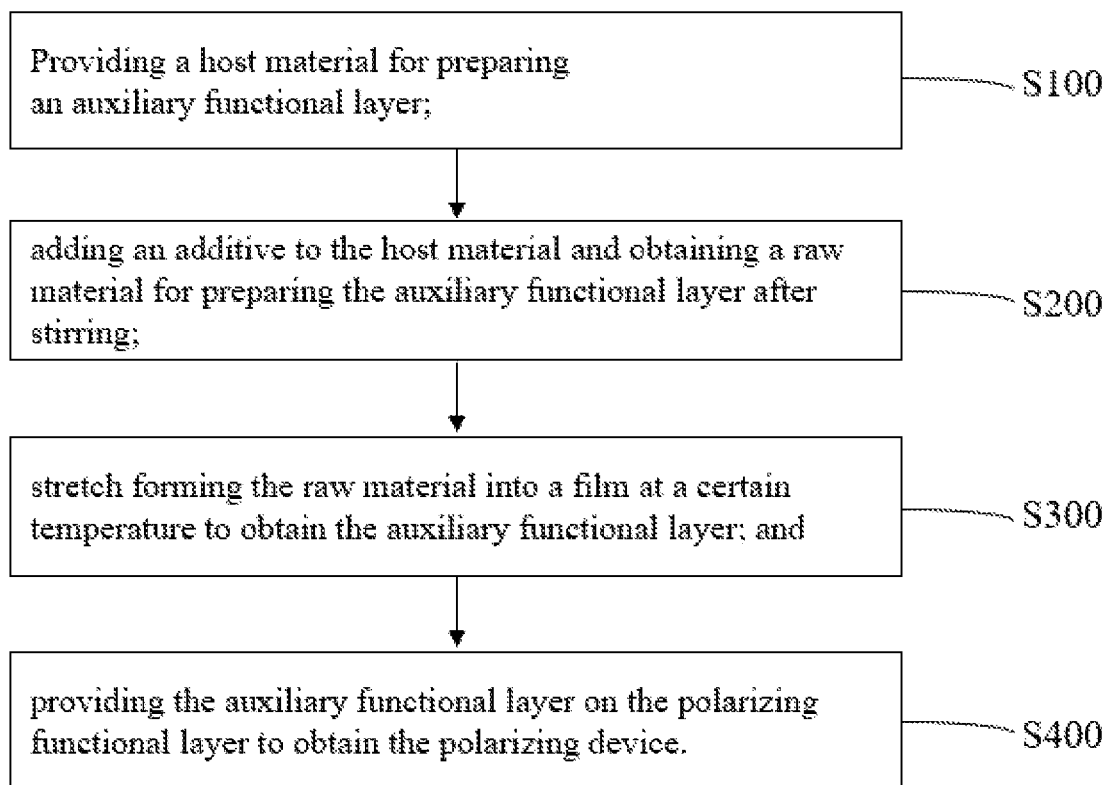 Providing a host material for preparing
an auxiliary functional layer;
S100
adding an additive to the host material and obtaining a raw
material for preparing the auxiliary functional layer after
stirring;
S200
stretch forming the raw material into a film at a certain
temperature to obtain the auxiliary functional layer; and
S300
providing the auxiliary functional layer on the polarizing
functional layer to obtain the polarizing device.
S400